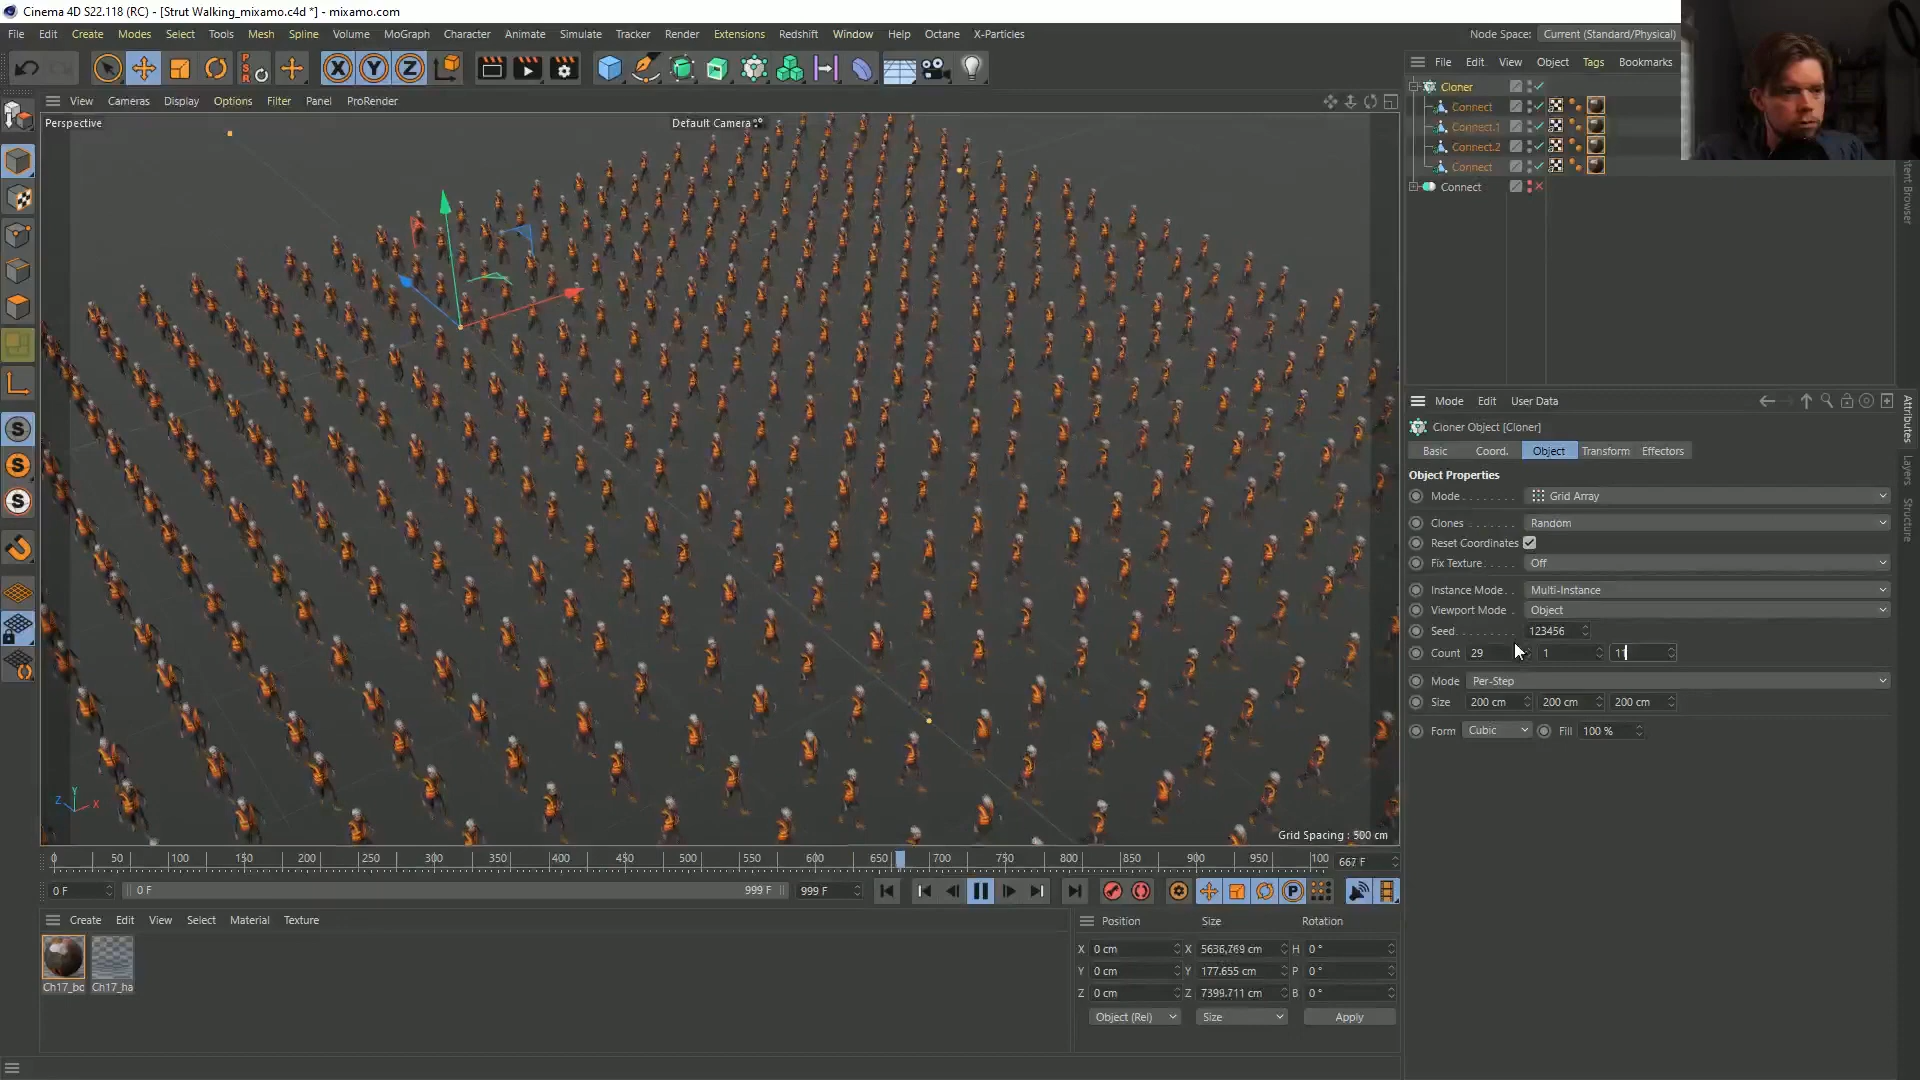 Cinema 4D S22.118 (RC) - [Strut Walking_mixamo.c4d *] - mixamo.com
File Edit Create Modes Select Tools Mesh Spline Volume MoGraph Character Animate Simulate Tracker Render Extensions Redshift Window Help Octane X-Particles Node Space: Current (Standard/Physical)
File Edit View Object Tags Bookmarks
View Cameras Display Options Filter Panel ProRender
Perspective
Default Camera
Cloner
Connect
Connect.1
Connect.2
Connect
Connect
Mode Edit User Data
Attributes
Layers
Structure
Cloner Object [Cloner]
Basic Coord. Object Transform Effectors
Object Properties
Mode Grid Array
Clones Random
Reset Coordinates
Fix Texture Off
Instance Mode Multi-Instance
Viewport Mode Object
Seed 123456
Count 29 1 11
Mode Per-Step
Size 200 cm 200 cm 200 cm
Form Cubic Fill 100 %
Z Y X
Grid Spacing : 500 cm
0 50 100 150 200 250 300 350 400 450 500 550 600 650 700 750 800 850 900 950 100 667 F
0 F 0 F 999 F 999 F
Create Edit View Select Material Texture
Ch17_bo Ch17_ha
Position Size Rotation
X 0 cm X 5636.769 cm H 0 °
Y 0 cm Y 177.655 cm P 0 °
Z 0 cm Z 7399.711 cm B 0 °
Object (Rel) Size Apply